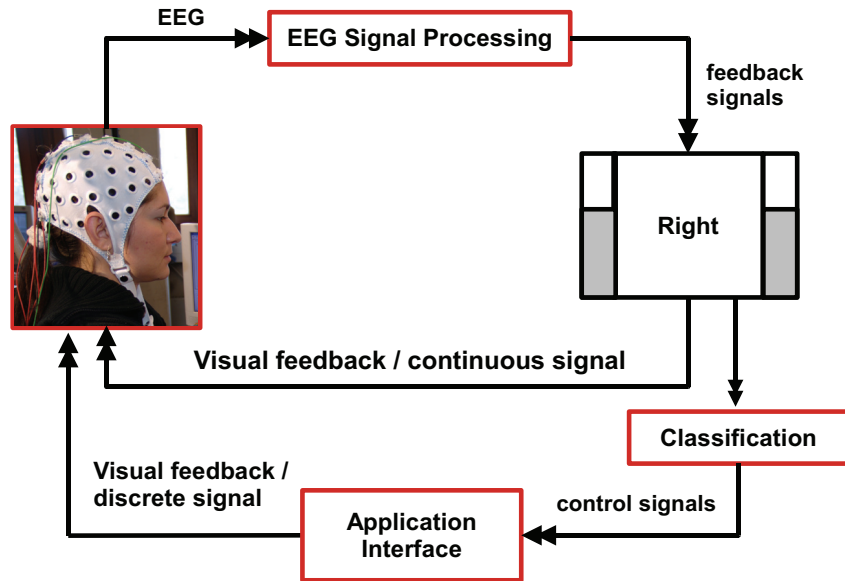 EEG
EEG Signal Processing
feedback
signals
Right
Visual feedback / continuous signal
Classification
Visual feedback /
discrete signal
control signals
Application
Interface